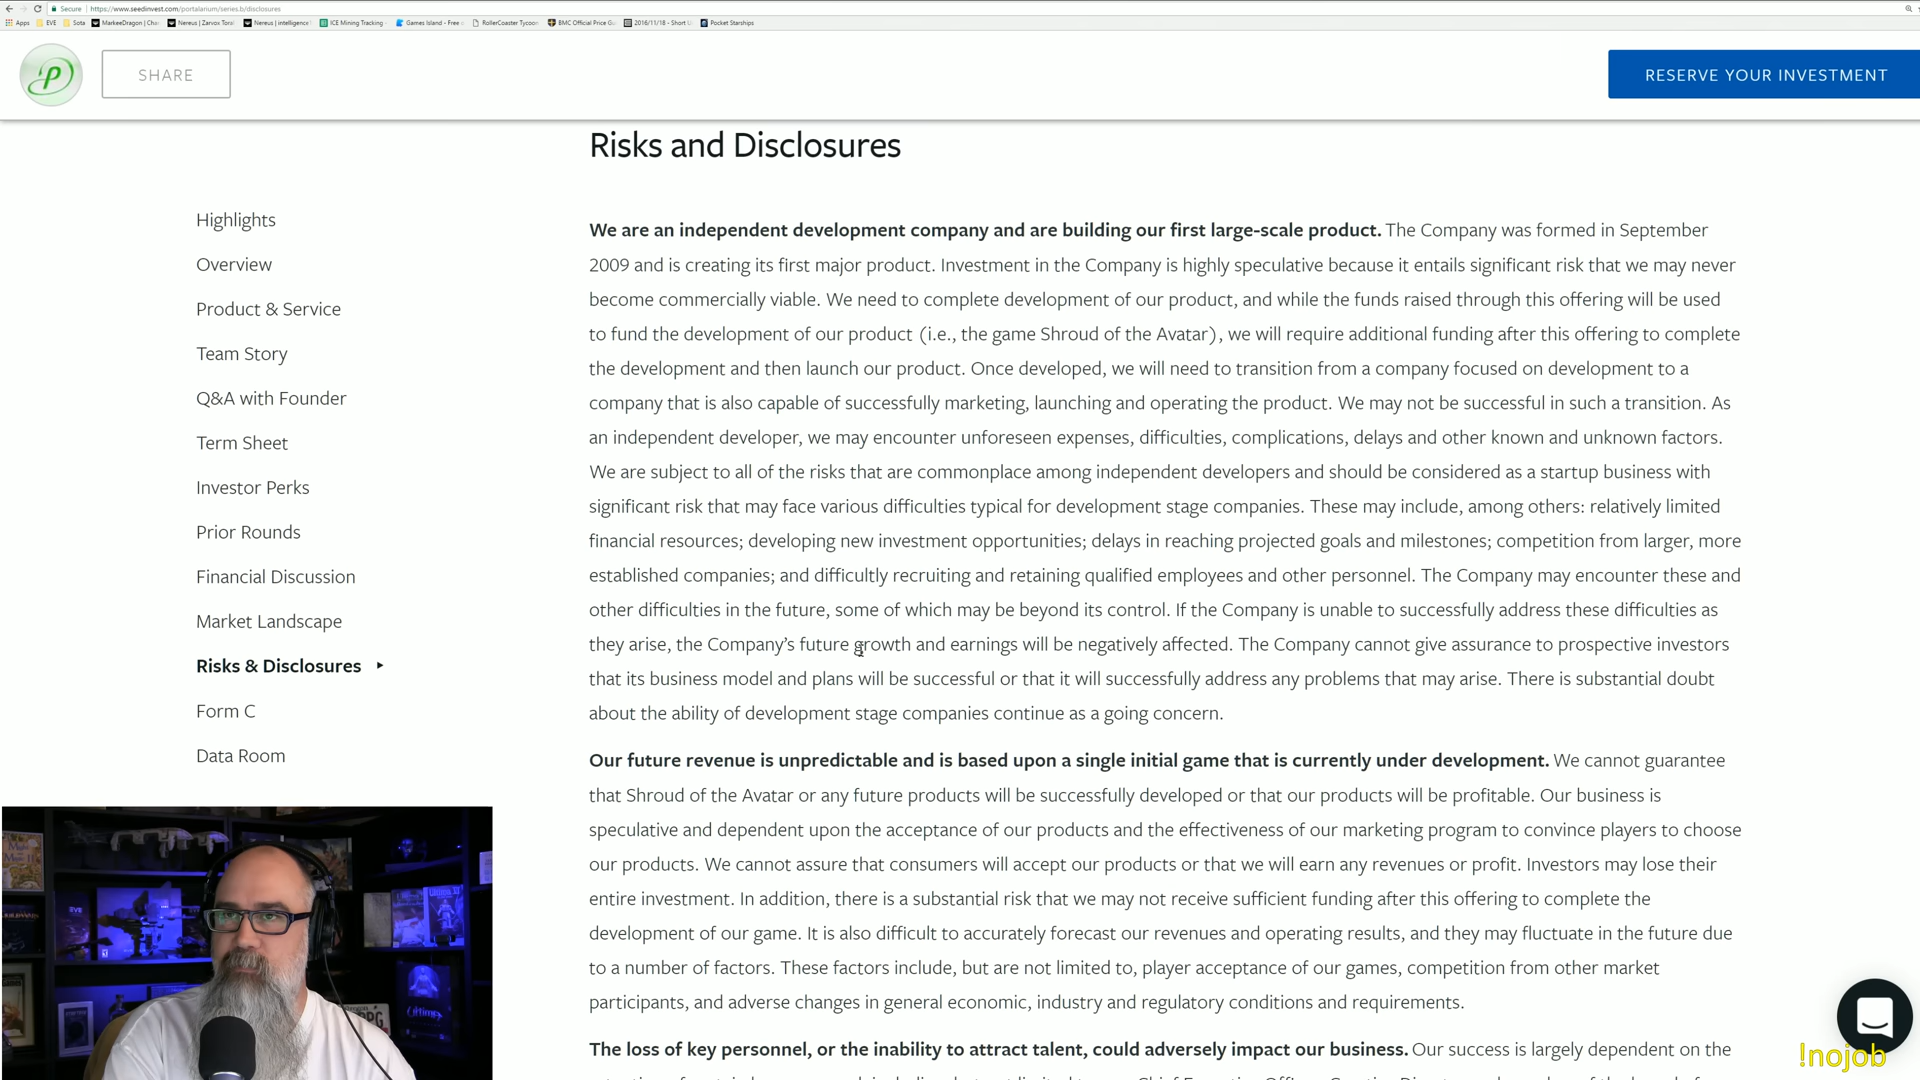 Secure https://www.seedinvest.com/portalarium/series.b/disclosures
Apps EVE Sota MarkeeDragon | Chan Nereus | Zarvox Toral Nereus | intelligence ICE Mining Tracking Games Island - Free o RollerCoaster Tycoon BMC Official Price Gu 2016/11/18 - Short Li Pocket Starships
P
SHARE
RESERVE YOUR INVESTMENT
Risks and Disclosures
Highlights
Overview
Product & Service
Team Story
Q&A with Founder
Term Sheet
Investor Perks
Prior Rounds
Financial Discussion
Market Landscape
Risks & Disclosures
Form C
Data Room
We are an independent development company and are building our first large-scale product. The Company was formed in September
2009 and is creating its first major product. Investment in the Company is highly speculative because it entails significant risk that we may never
become commercially viable. We need to complete development of our product, and while the funds raised through this offering will be used
to fund the development of our product (i.e., the game Shroud of the Avatar), we will require additional funding after this offering to complete
the development and then launch our product. Once developed, we will need to transition from a company focused on development to a
company that is also capable of successfully marketing, launching and operating the product. We may not be successful in such a transition. As
an independent developer, we may encounter unforeseen expenses, difficulties, complications, delays and other known and unknown factors.
We are subject to all of the risks that are commonplace among independent developers and should be considered as a startup business with
significant risk that may face various difficulties typical for development stage companies. These may include, among others: relatively limited
financial resources; developing new investment opportunities; delays in reaching projected goals and milestones; competition from larger, more
established companies; and difficultly recruiting and retaining qualified employees and other personnel. The Company may encounter these and
other difficulties in the future, some of which may be beyond its control. If the Company is unable to successfully address these difficulties as
they arise, the Company’s future growth and earnings will be negatively affected. The Company cannot give assurance to prospective investors
that its business model and plans will be successful or that it will successfully address any problems that may arise. There is substantial doubt
about the ability of development stage companies continue as a going concern.
Our future revenue is unpredictable and is based upon a single initial game that is currently under development. We cannot guarantee
that Shroud of the Avatar or any future products will be successfully developed or that our products will be profitable. Our business is
speculative and dependent upon the acceptance of our products and the effectiveness of our marketing program to convince players to choose
our products. We cannot assure that consumers will accept our products or that we will earn any revenues or profit. Investors may lose their
entire investment. In addition, there is a substantial risk that we may not receive sufficient funding after this offering to complete the
development of our game. It is also difficult to accurately forecast our revenues and operating results, and they may fluctuate in the future due
to a number of factors. These factors include, but are not limited to, player acceptance of our games, competition from other market
participants, and adverse changes in general economic, industry and regulatory conditions and requirements.
The loss of key personnel, or the inability to attract talent, could adversely impact our business. Our success is largely dependent on the
EVE
Ultima
!nojob